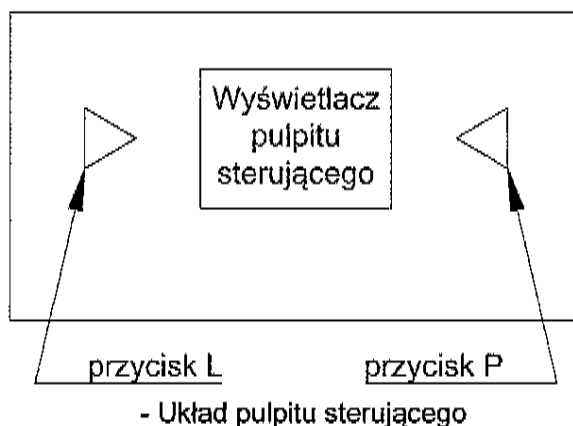 Wyświetlacz
pulpitu
sterującego
przycisk L
przycisk P
- Układ pulpitu sterującego